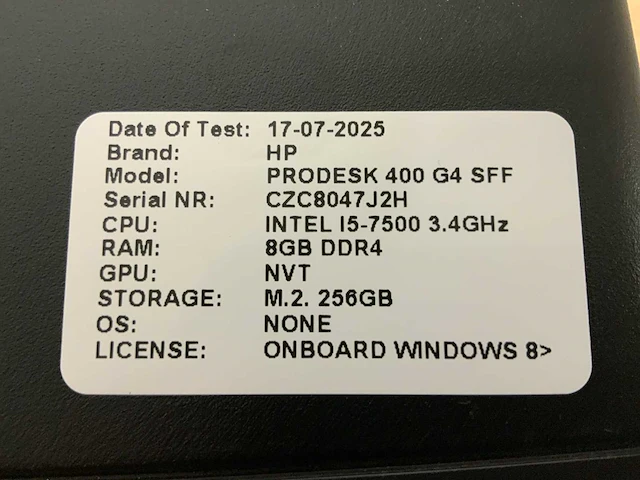 Date Of Test: 17-07-2025
Brand: HP
Model: PRODESK 400 G4 SFF
Serial NR: CZC8047J2H
CPU: INTEL I5-7500 3.4GHz
RAM: 8GB DDR4
GPU: NVT
STORAGE: M.2. 256GB
OS: NONE
LICENSE: ONBOARD WINDOWS 8>